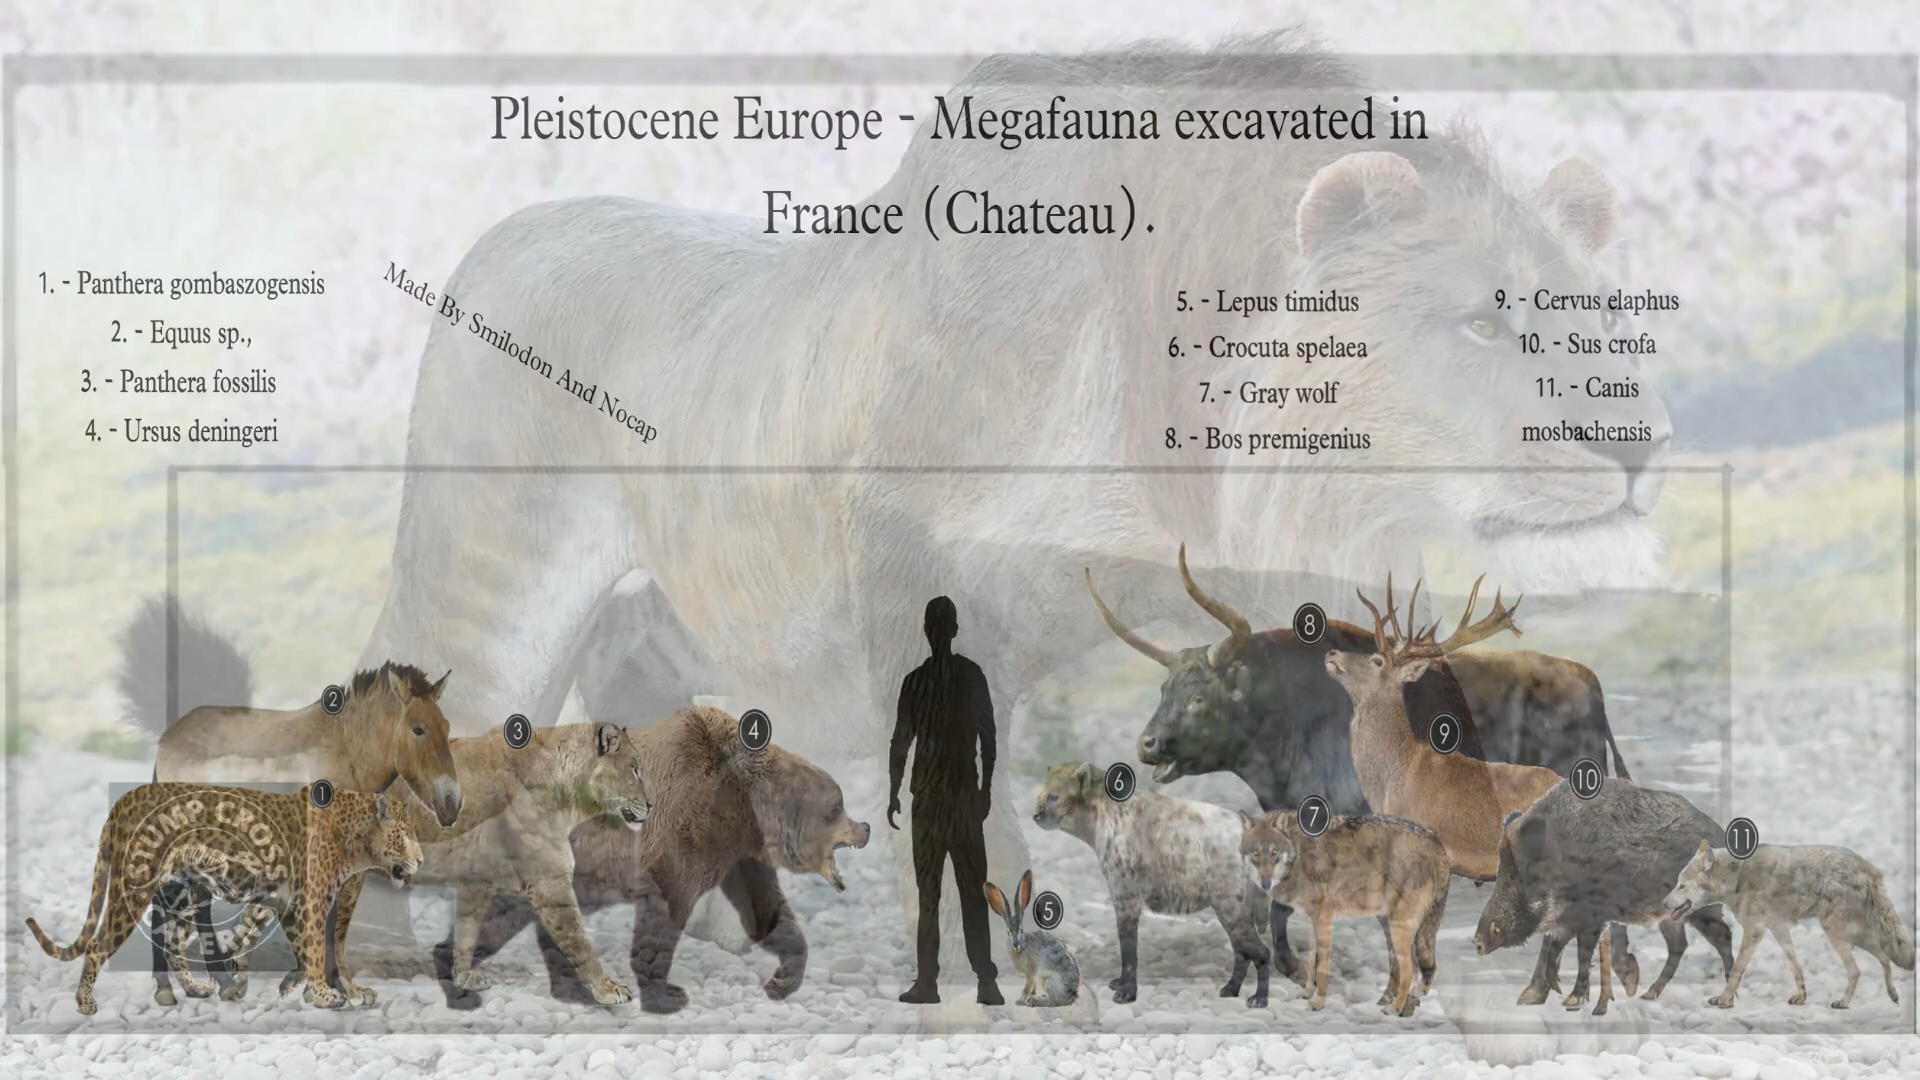 Pleistocene Europe - Megafauna excavated in
France (Chateau).
1. - Panthera gombaszogensis
2. - Equus sp.,
3. - Panthera fossilis
4. - Ursus deningeri
Made By Smilodon And Nocap
5. - Lepus timidus
6. - Crocuta spelaea
7. - Gray wolf
8. - Bos premigenius
9. - Cervus elaphus
10. - Sus crofa
11. - Canis
mosbachensis
2
3
4
1
8
9
6
7
10
11
5
STUMP CROSS
CAVERNS